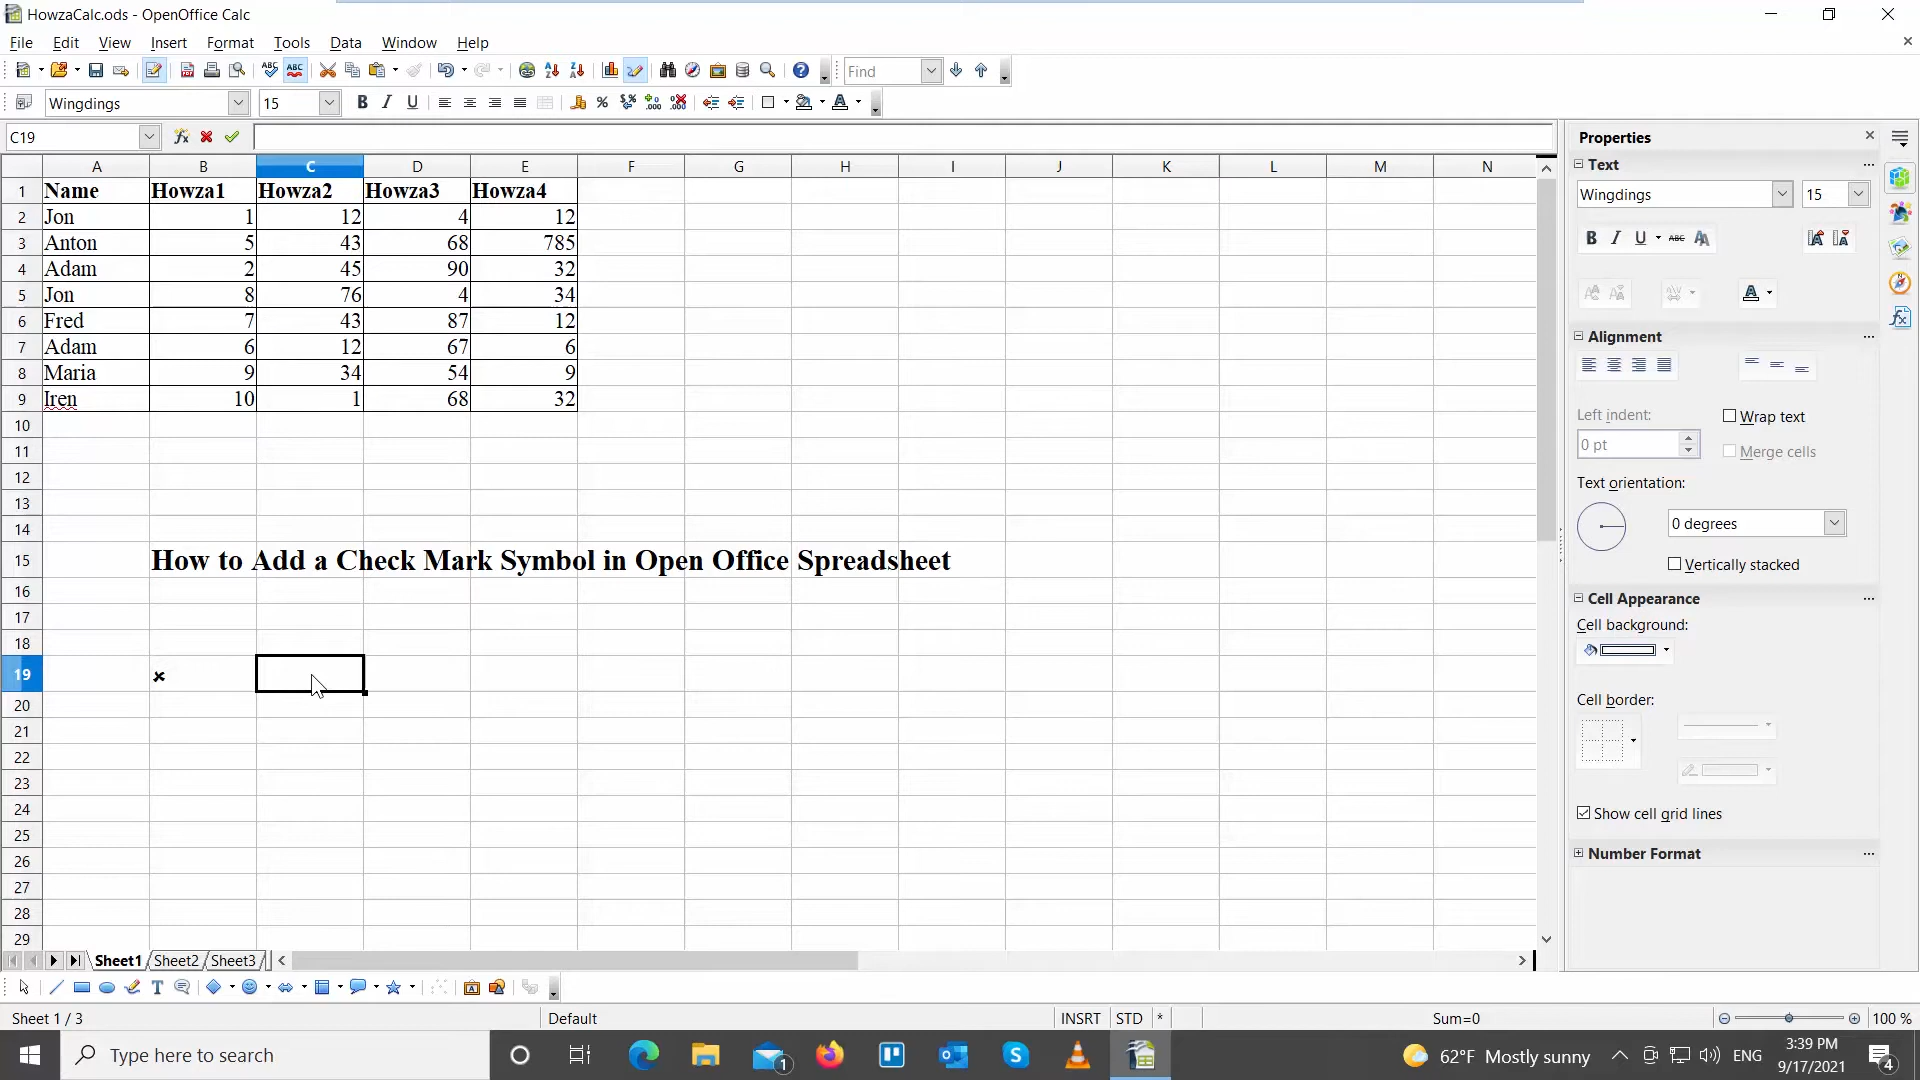 HowzaCalc.ods - OpenOffice Calc
File Edit View Insert Format Tools Data Window Help
Find
Wingdings 15
C19
A B C D E F G H I J K L M N
1 Name Howza1 Howza2 Howza3 Howza4
2 Jon 1 12 4 12
3 Anton 5 43 68 785
4 Adam 2 45 90 32
5 Jon 8 76 4 34
6 Fred 7 43 87 12
7 Adam 6 12 67 6
8 Maria 9 34 54 9
9 Iren 10 1 68 32
10
11
12
13
14
15 How to Add a Check Mark Symbol in Open Office Spreadsheet
16
17
18
19 ×
20
21
22
23
24
25
26
27
28
29
Properties
Text
Wingdings 15
Alignment
Left indent:
Wrap text
0 pt
Merge cells
Text orientation:
0 degrees
Vertically stacked
Cell Appearance
Cell background:
Cell border:
Show cell grid lines
Number Format
Sheet1 Sheet2 Sheet3
Sheet 1 / 3 Default INSRT STD * Sum=0 100 %
Type here to search
1
62°F Mostly sunny
ENG
3:39 PM
9/17/2021
4